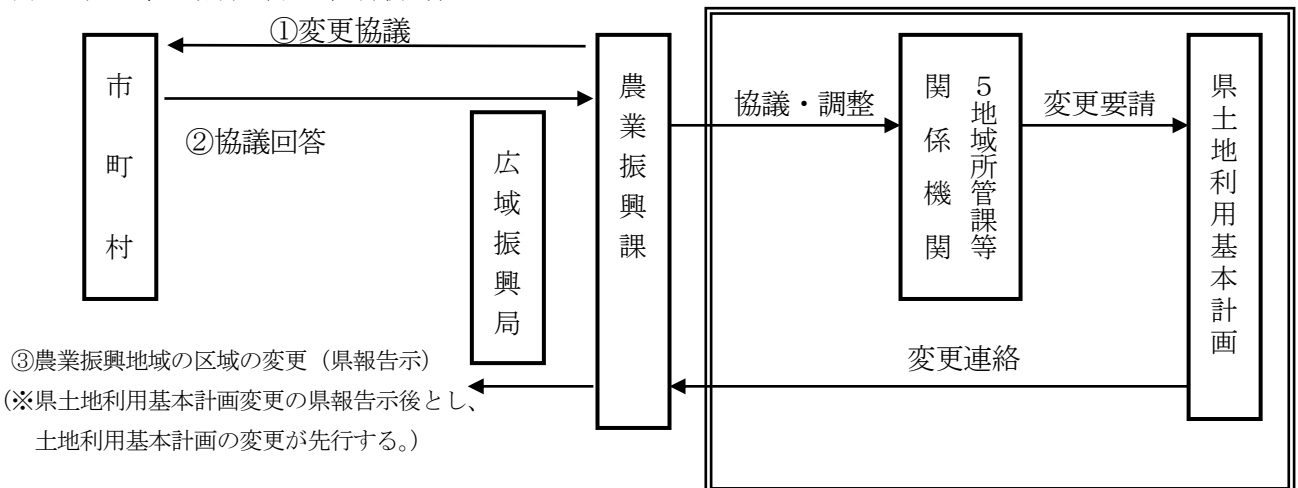 ①変更協議
市町村
②協議回答
広域振興局
農業振興課
協議・調整
関係機関
5地域所管課等
変更要請
県土地利用基本計画
変更連絡
③農業振興地域の区域の変更（県報告示）
(※県土地利用基本計画変更の県報告示後とし、
土地利用基本計画の変更が先行する。）